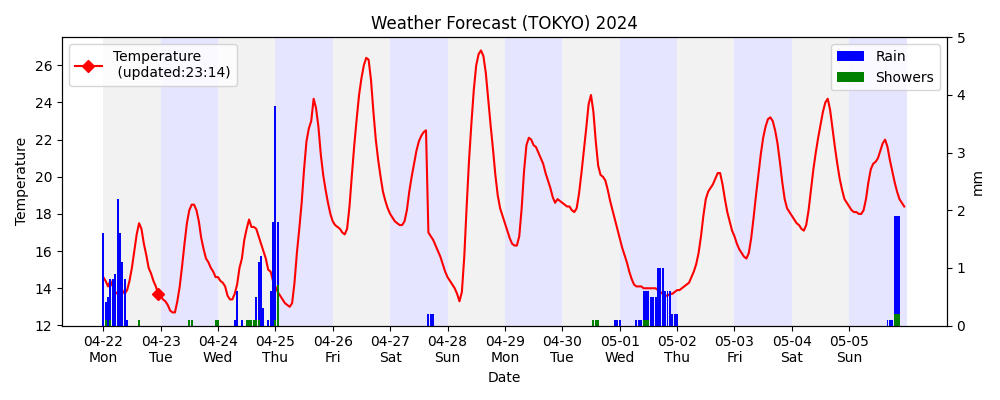 Weather Forecast (TOKYO) 2024
Temperature
(updated:23:14)
Rain
Showers
Temperature
26
24
22
20
18
16
14
12
5
4
3
2
1
0
mm
04-22 04-23 04-24 04-25 04-26 04-27 04-28 04-29 04-30 05-01 05-02 05-03 05-04 05-05
Mon Tue Wed Thu Fri Sat Sun Mon Tue Wed Thu Fri Sat Sun
Date